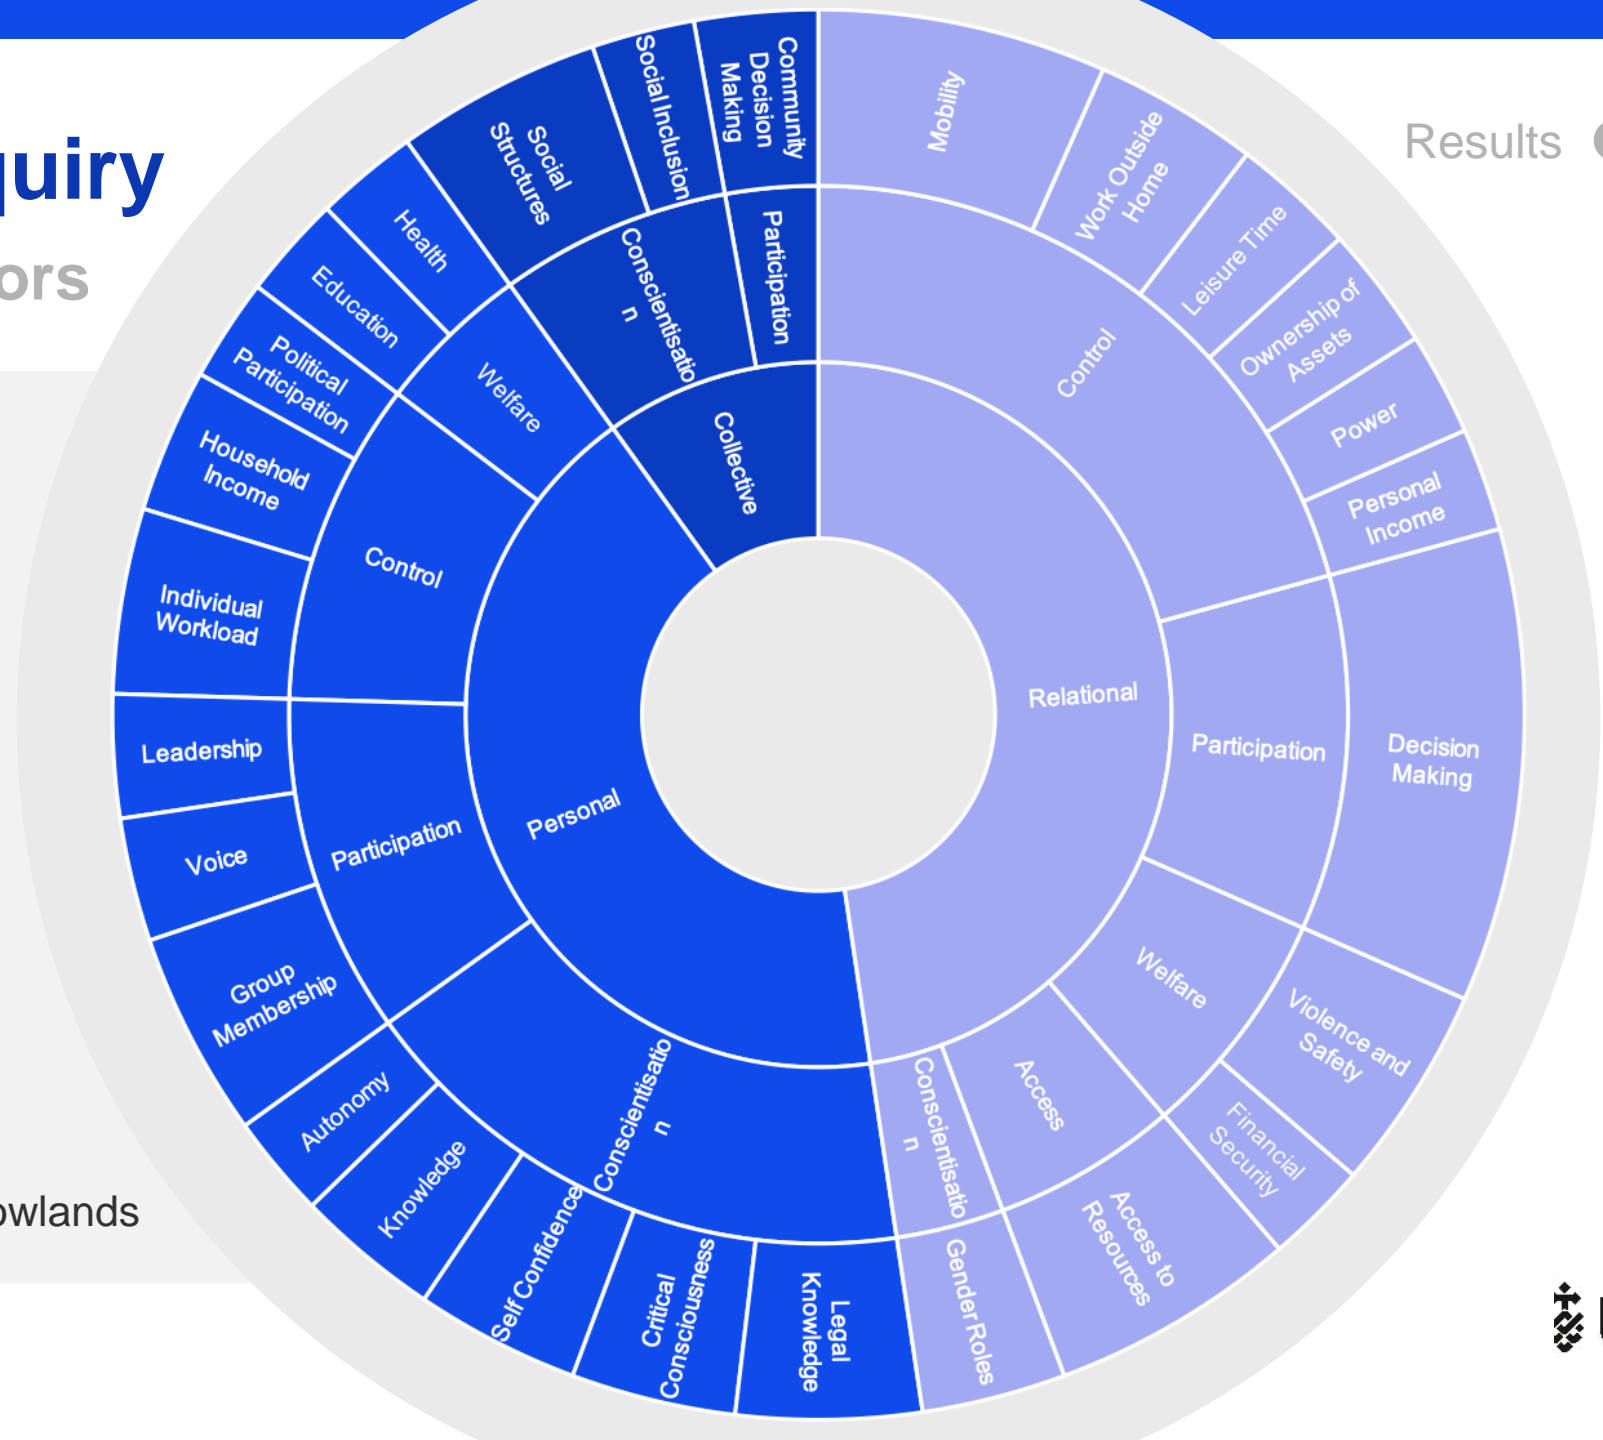 quiry
ors
owlands
Results
Collective
Conscientisatio
n
Participation
Social
Structures
Social Inclusion
Community
Decision
Making
Relational
Control
Mobility
Work Outside
Home
Leisure Time
Ownership of
Assets
Power
Personal
Income
Participation
Decision
Making
Welfare
Violence and
Safety
Financial
Security
Access
Access to
Resources
Conscientisatio
n
Gender Roles
Personal
Conscientisatio
n
Legal
Knowledge
Critical
Consciousness
Self Confidence
Knowledge
Autonomy
Participation
Group
Membership
Voice
Leadership
Control
Individual
Workload
Household
Income
Political
Participation
Welfare
Education
Health